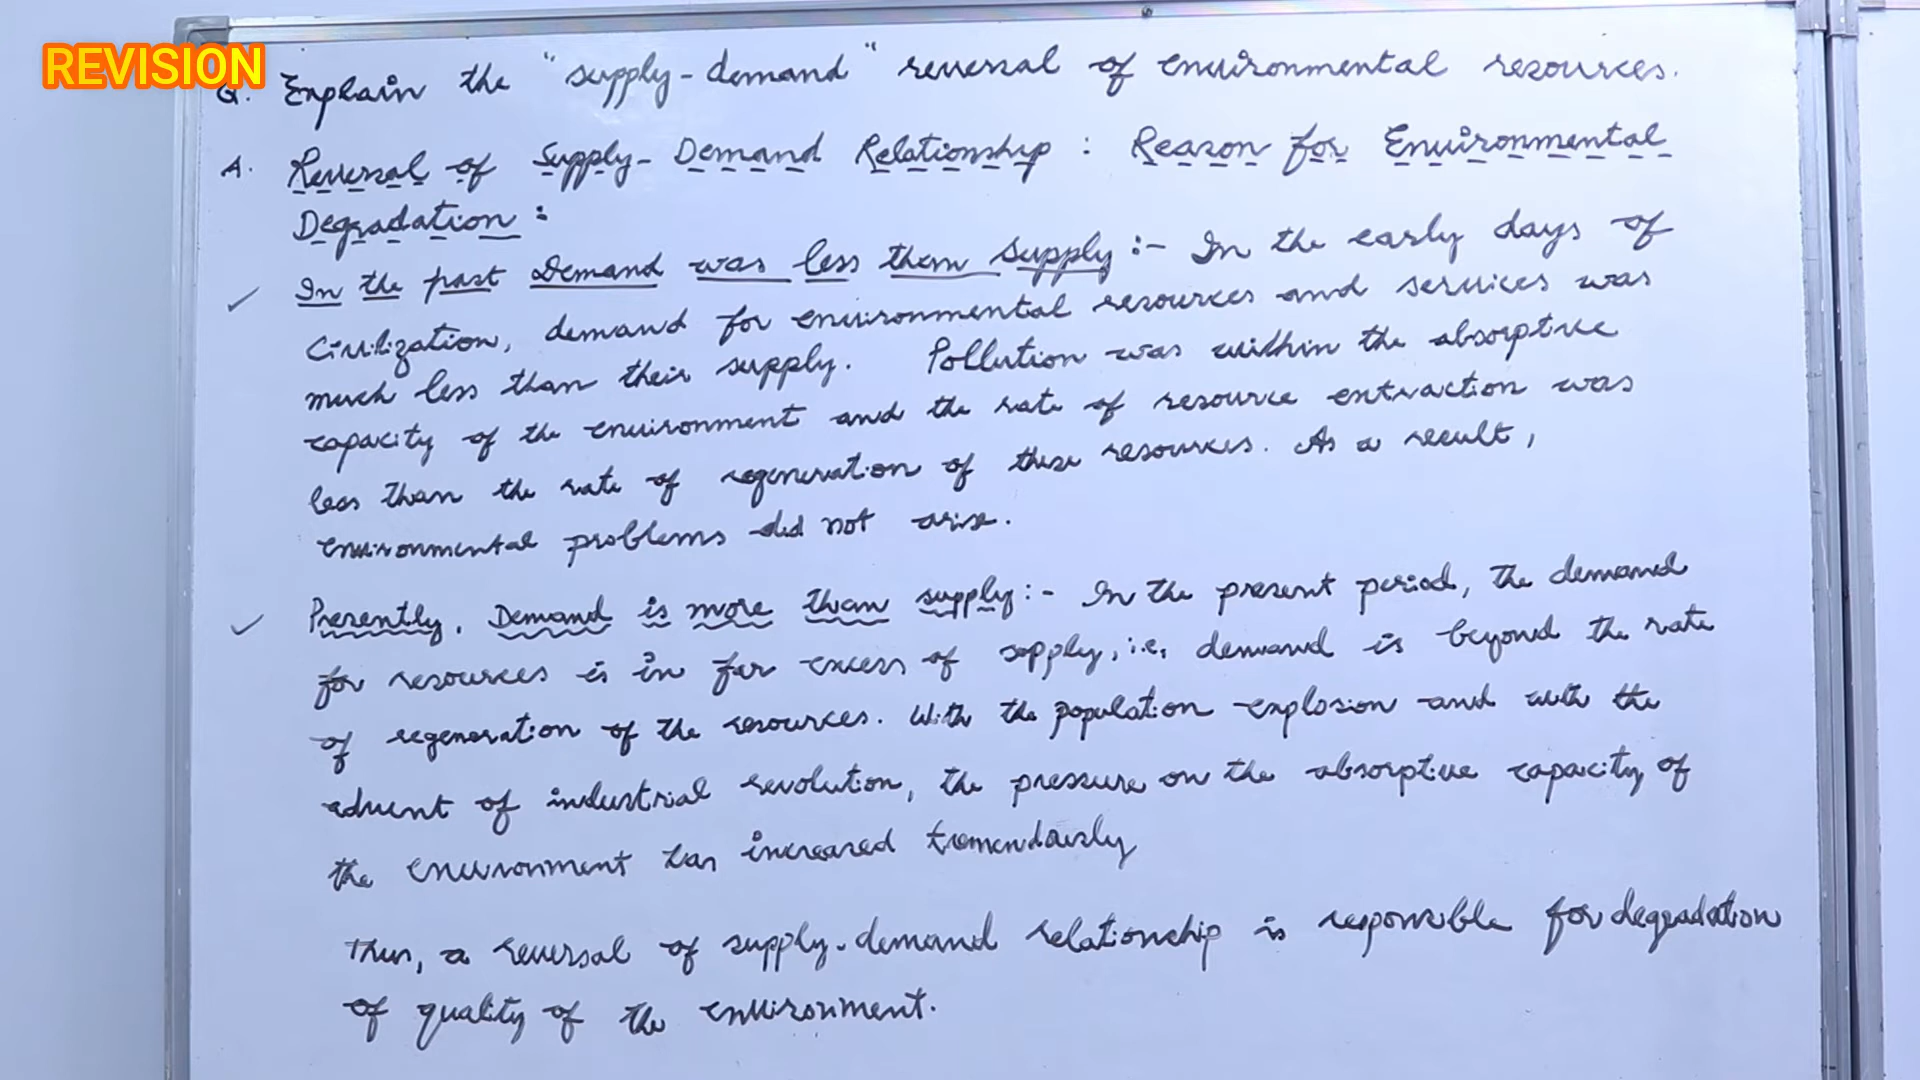 REVISION
Q. Explain the "supply-demand" reversal of environmental resources.
A. Reversal of Supply-Demand Relationship : Reason for Environmental
Degradation :
✓ In the past Demand was less than Supply :- In the early days of
Civilization, demand for environmental resources and services was
much less than their supply. Pollution was within the absorptive
capacity of the environment and the rate of resource extraction was
less than the rate of regeneration of these resources. As a result,
environmental problems did not arise.
✓ Presently, Demand is more than supply :- In the present period, the demand
for resources is in far excess of supply, i.e, demand is beyond the rate
of regeneration of the resources. With the population explosion and with the
advent of industrial revolution, the pressure on the absorptive capacity of
the environment has increased tremendously
Thus, a reversal of supply-demand relationship is responsible for degradation
of quality of the environment.